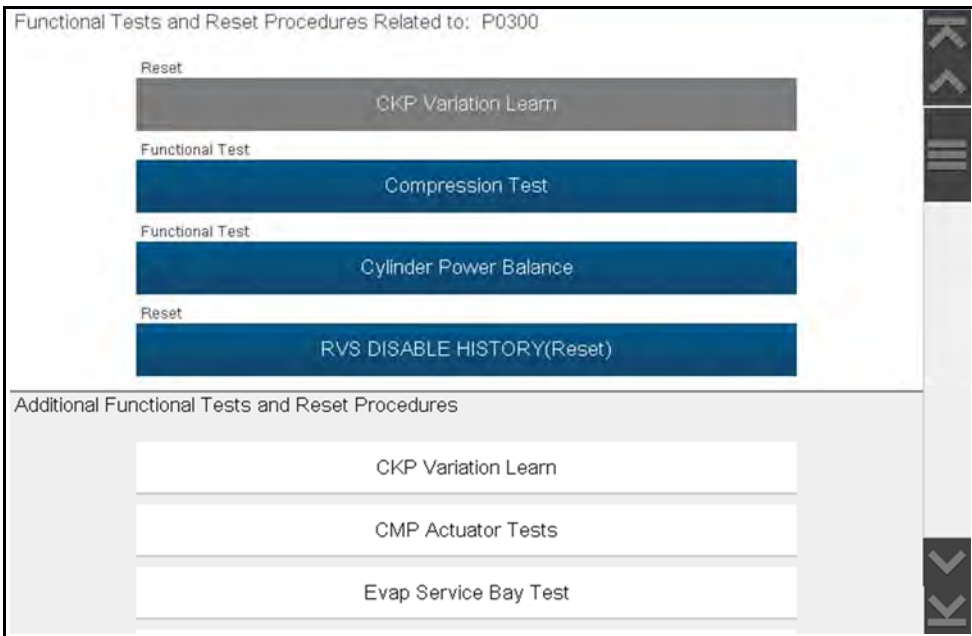 Functional Tests and Reset Procedures Related to: P0300
Reset
CKP Variation Learn
Functional Test
Compression Test
Functional Test
Cylinder Power Balance
Reset
RVS DISABLE HISTORY(Reset)
Additional Functional Tests and Reset Procedures
CKP Variation Learn
CMP Actuator Tests
Evap Service Bay Test